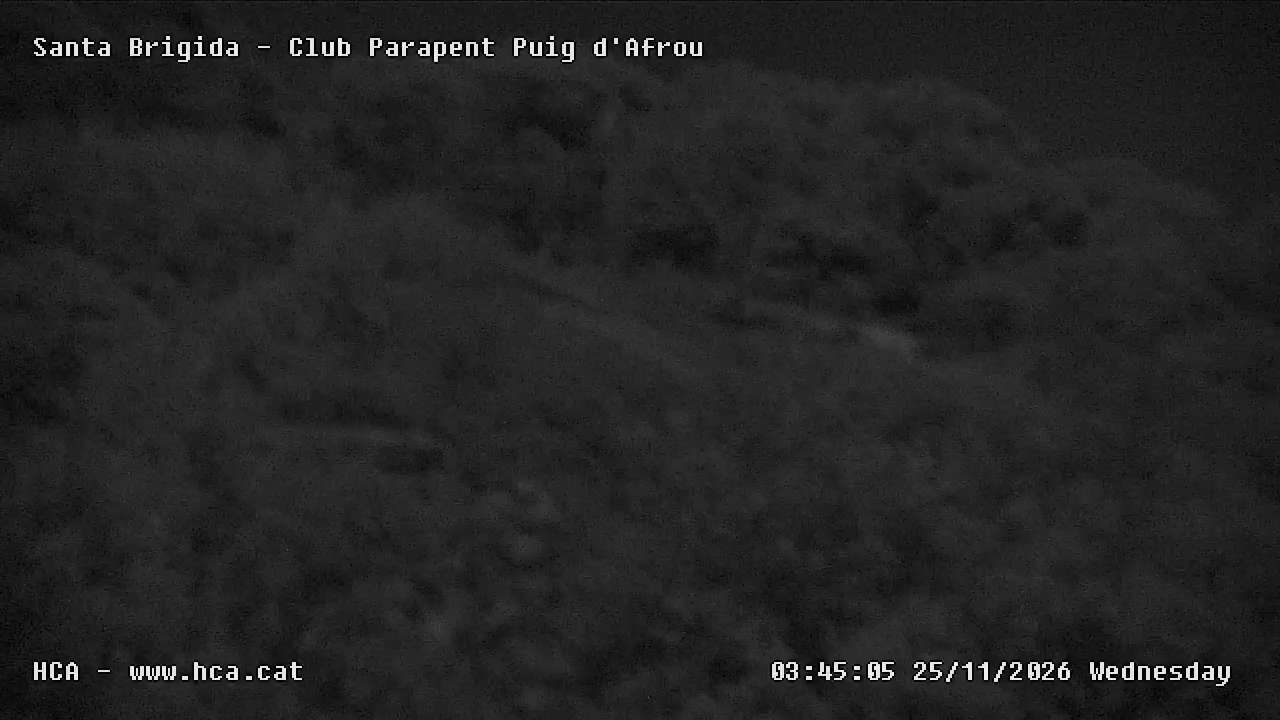 Santa Brigida - Club Parapent Puig d'Afrou
HCA - www.hca.cat
03:45:05 25/11/2026 Wednesday